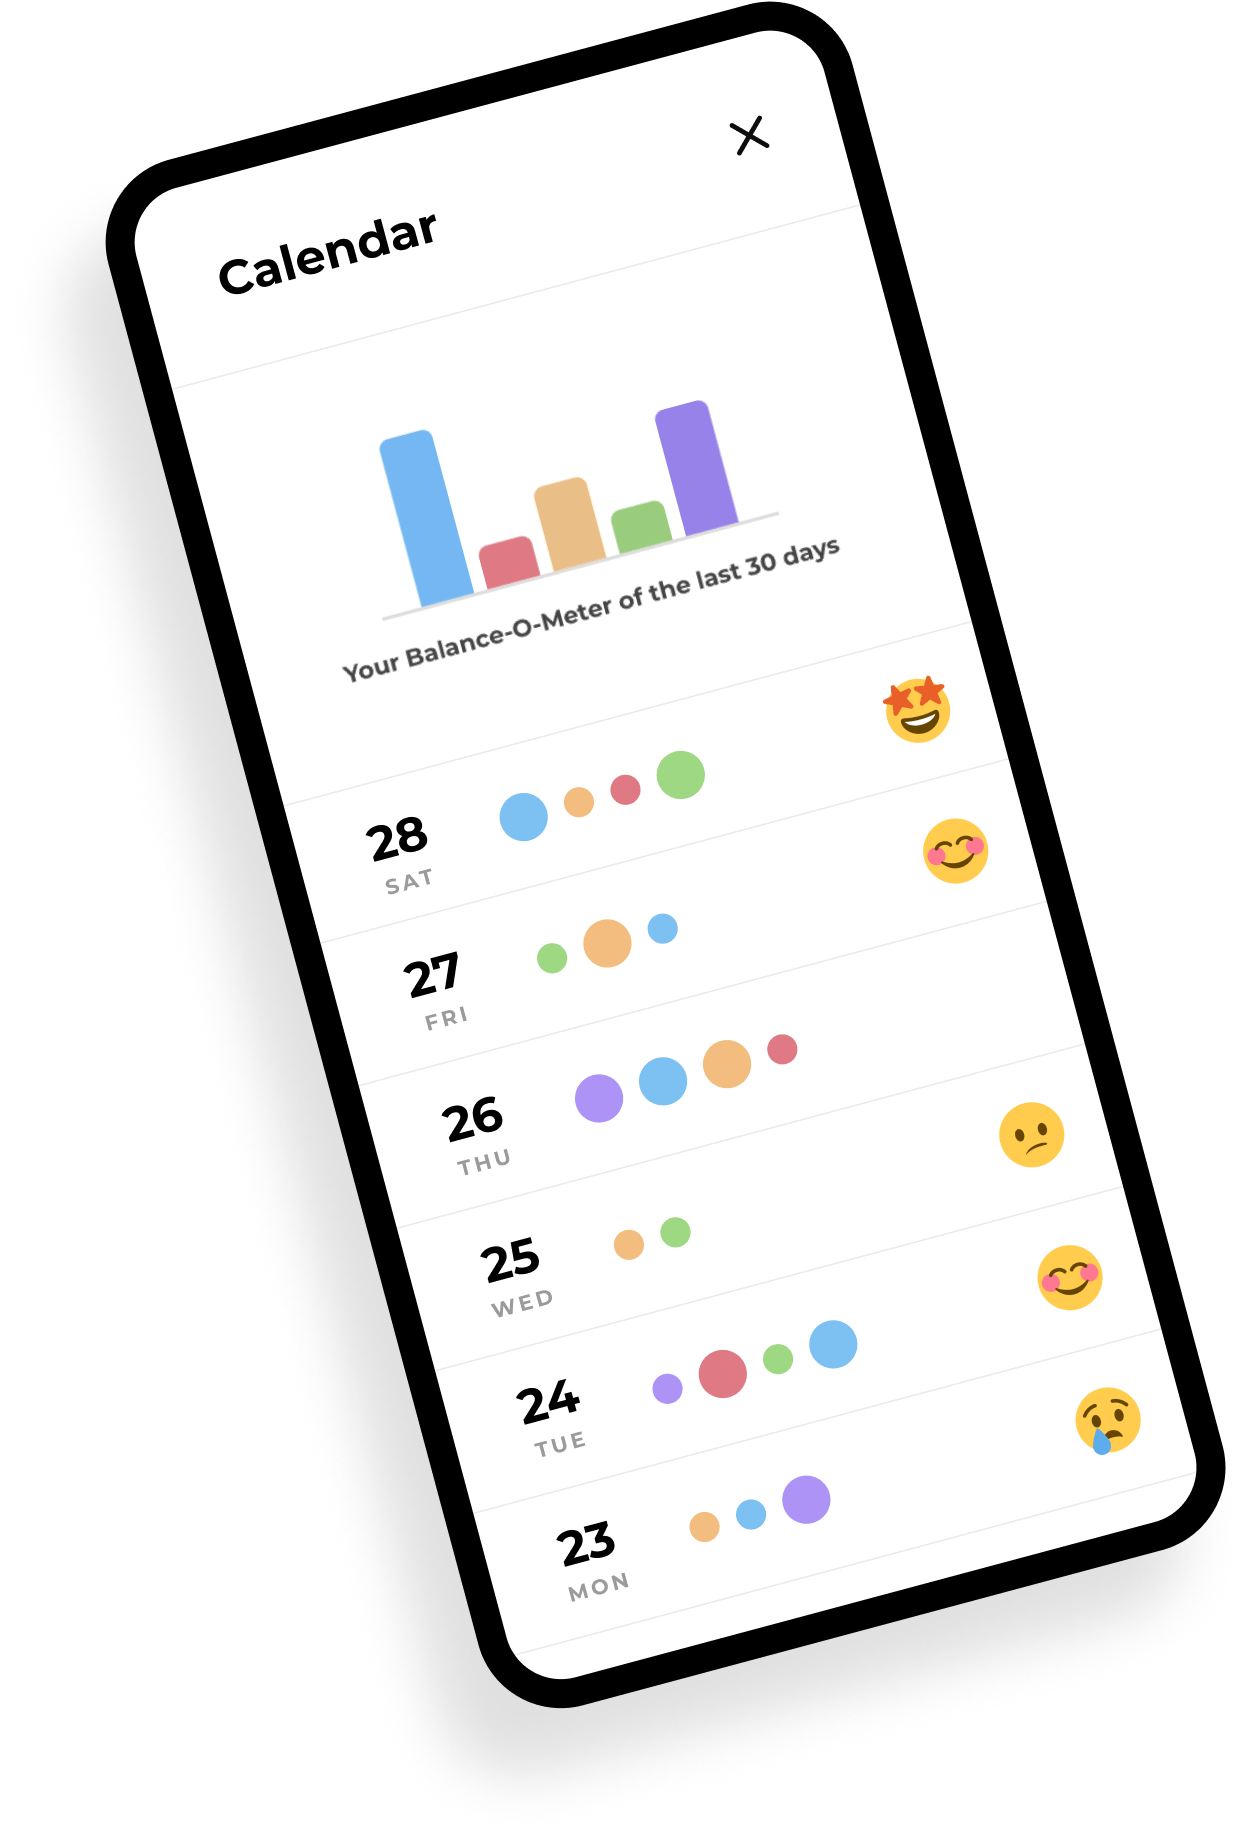 Calendar
Your Balance-O-Meter of the last 30 days
28
SAT
27
FRI
26
THU
25
WED
24
TUE
23
MON